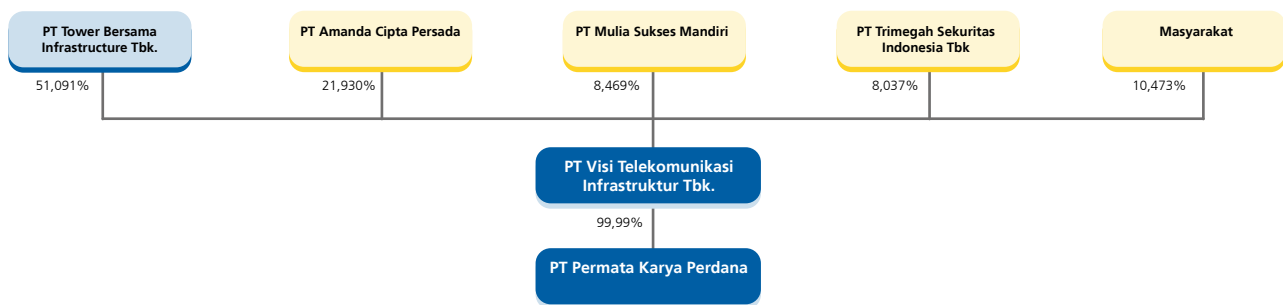 PT Tower Bersama
Infrastructure Tbk.
PT Amanda Cipta Persada
PT Mulia Sukses Mandiri
PT Trimegah Sekuritas
Indonesia Tbk
Masyarakat
51,091%
21,930%
8,469%
8,037%
10,473%
PT Visi Telekomunikasi
Infrastruktur Tbk.
99,99%
PT Permata Karya Perdana